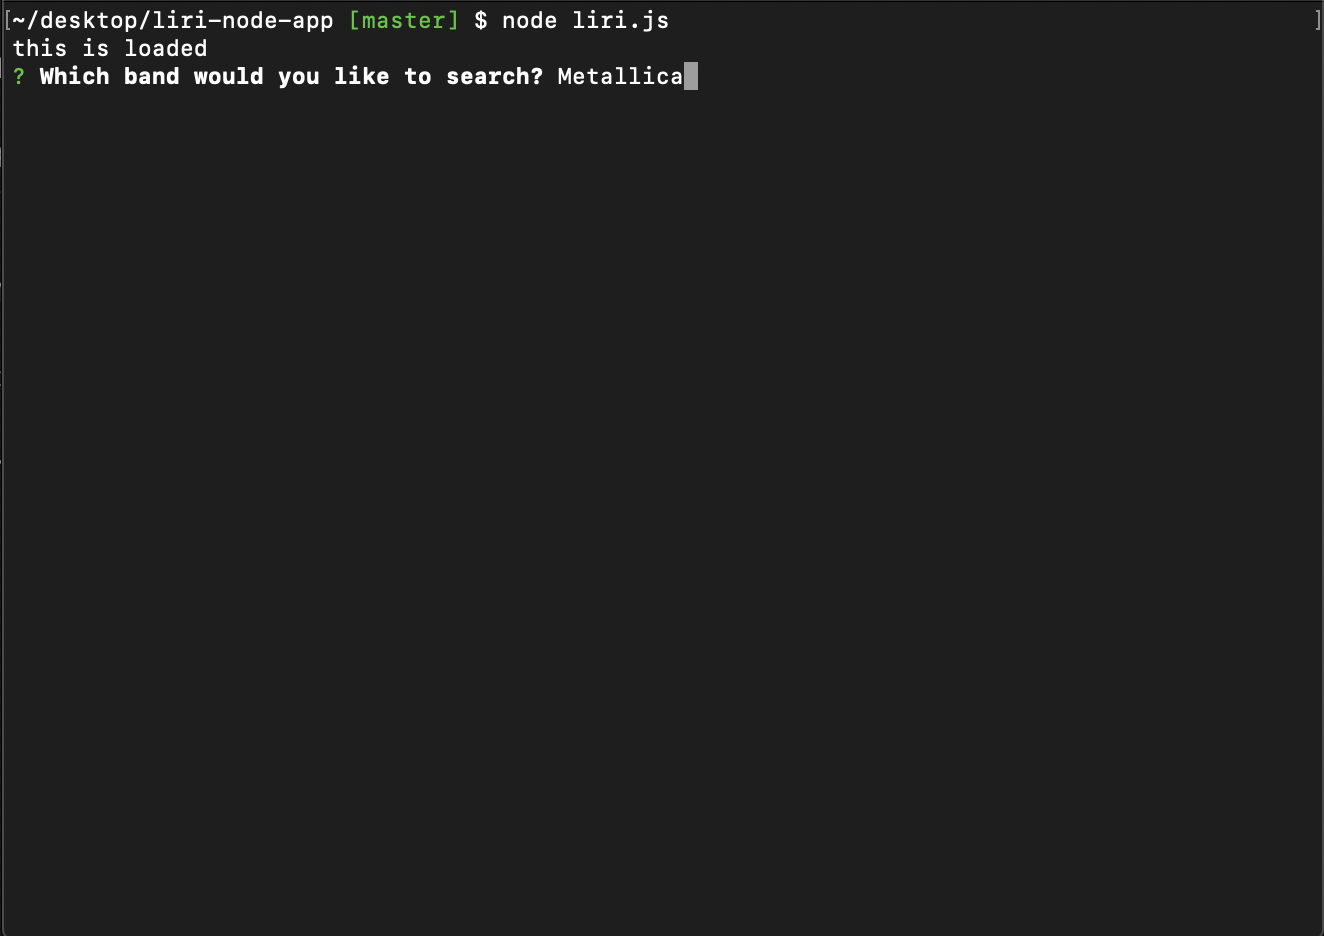 [~/desktop/liri-node-app [master] $ node liri.js ]
this is loaded
? Which band would you like to search? Metallica